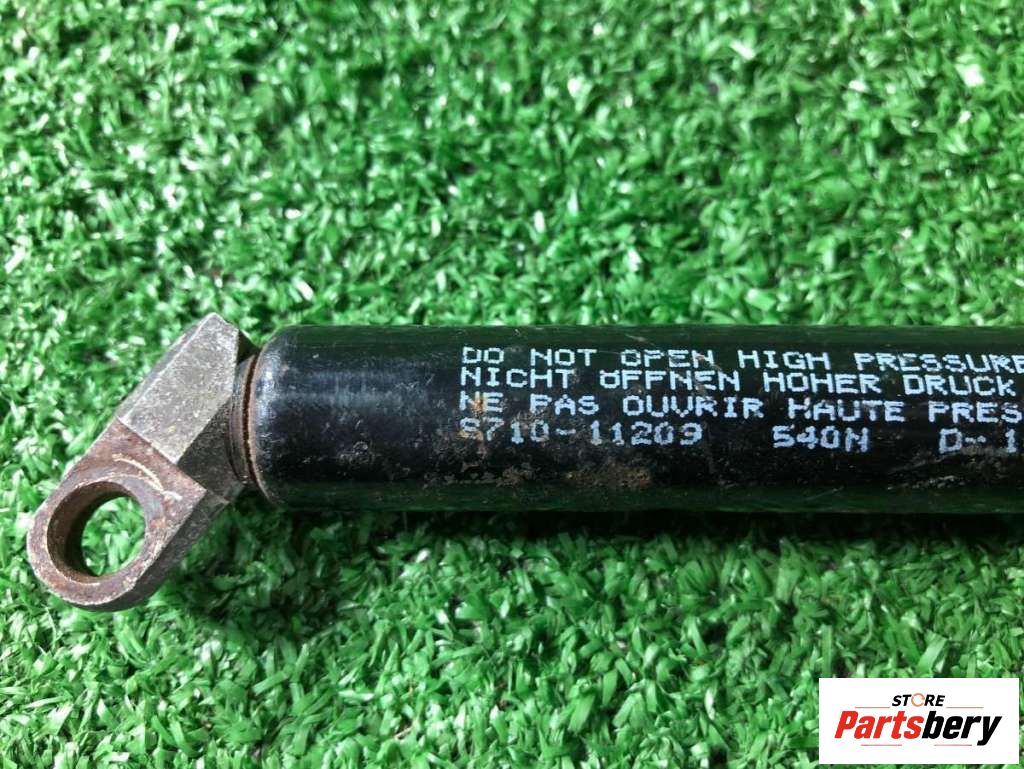 DO NOT OPEN HIGH PRESSURE
NICHT ÖFFNEN HOHER DRUCK
NE PAS OUVRIR HAUTE PRES
S710-11209 540N D-- 1
STORE
Partsbery